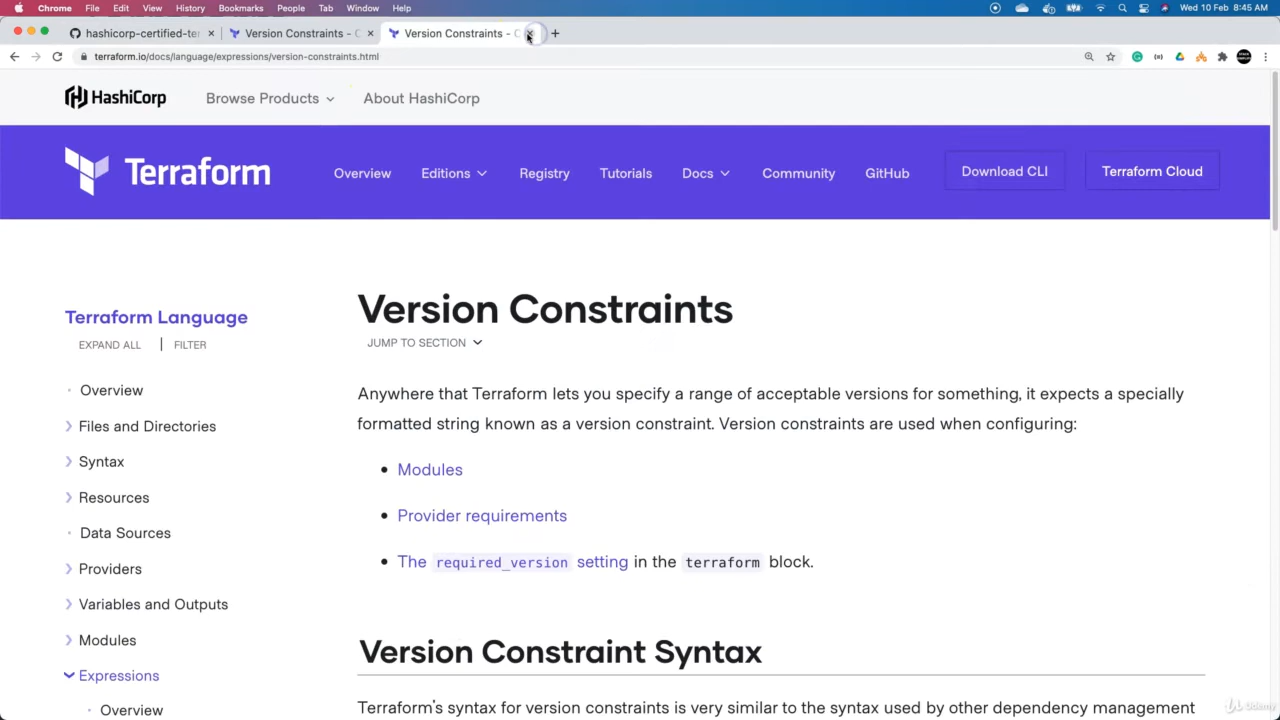 Chrome File Edit View History Bookmarks People Tab Window Help Wed 10 Feb 8:45 AM
hashicorp-certified-ter Version Constraints - C Version Constraints - C
terraform.io/docs/language/expressions/version-constraints.html
HashiCorp Browse Products About HashiCorp
Terraform Overview Editions Registry Tutorials Docs Community GitHub Download CLI Terraform Cloud
Terraform Language
EXPAND ALL | FILTER
Overview
Files and Directories
Syntax
Resources
Data Sources
Providers
Variables and Outputs
Modules
Expressions
Overview
Version Constraints
JUMP TO SECTION
Anywhere that Terraform lets you specify a range of acceptable versions for something, it expects a specially
formatted string known as a version constraint. Version constraints are used when configuring:
Modules
Provider requirements
The required_version setting in the terraform block.
Version Constraint Syntax
Terraform's syntax for version constraints is very similar to the syntax used by other dependency management
Udemy